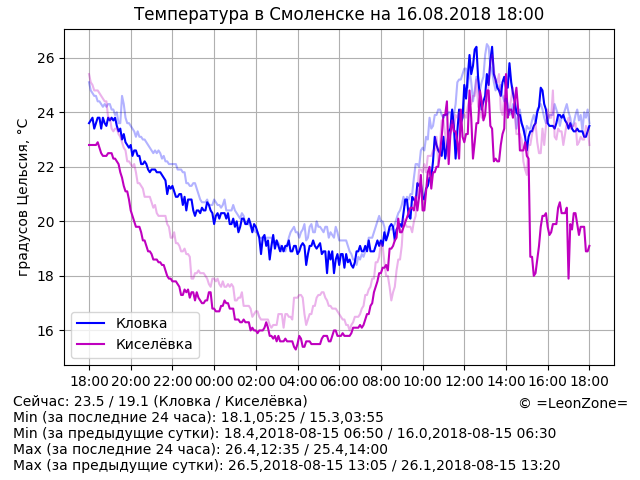 Температура в Смоленске на 16.08.2018 18:00
градусов Цельсия, °C
26
24
22
20
18
16
Кловка
Киселёвка
18:00 20:00 22:00 00:00 02:00 04:00 06:00 08:00 10:00 12:00 14:00 16:00 18:00
Сейчас: 23.5 / 19.1 (Кловка / Киселёвка)
© =LeonZone=
Min (за последние 24 часа): 18.1,05:25 / 15.3,03:55
Min (за предыдущие сутки): 18.4,2018-08-15 06:50 / 16.0,2018-08-15 06:30
Max (за последние 24 часа): 26.4,12:35 / 25.4,14:00
Max (за предыдущие сутки): 26.5,2018-08-15 13:05 / 26.1,2018-08-15 13:20